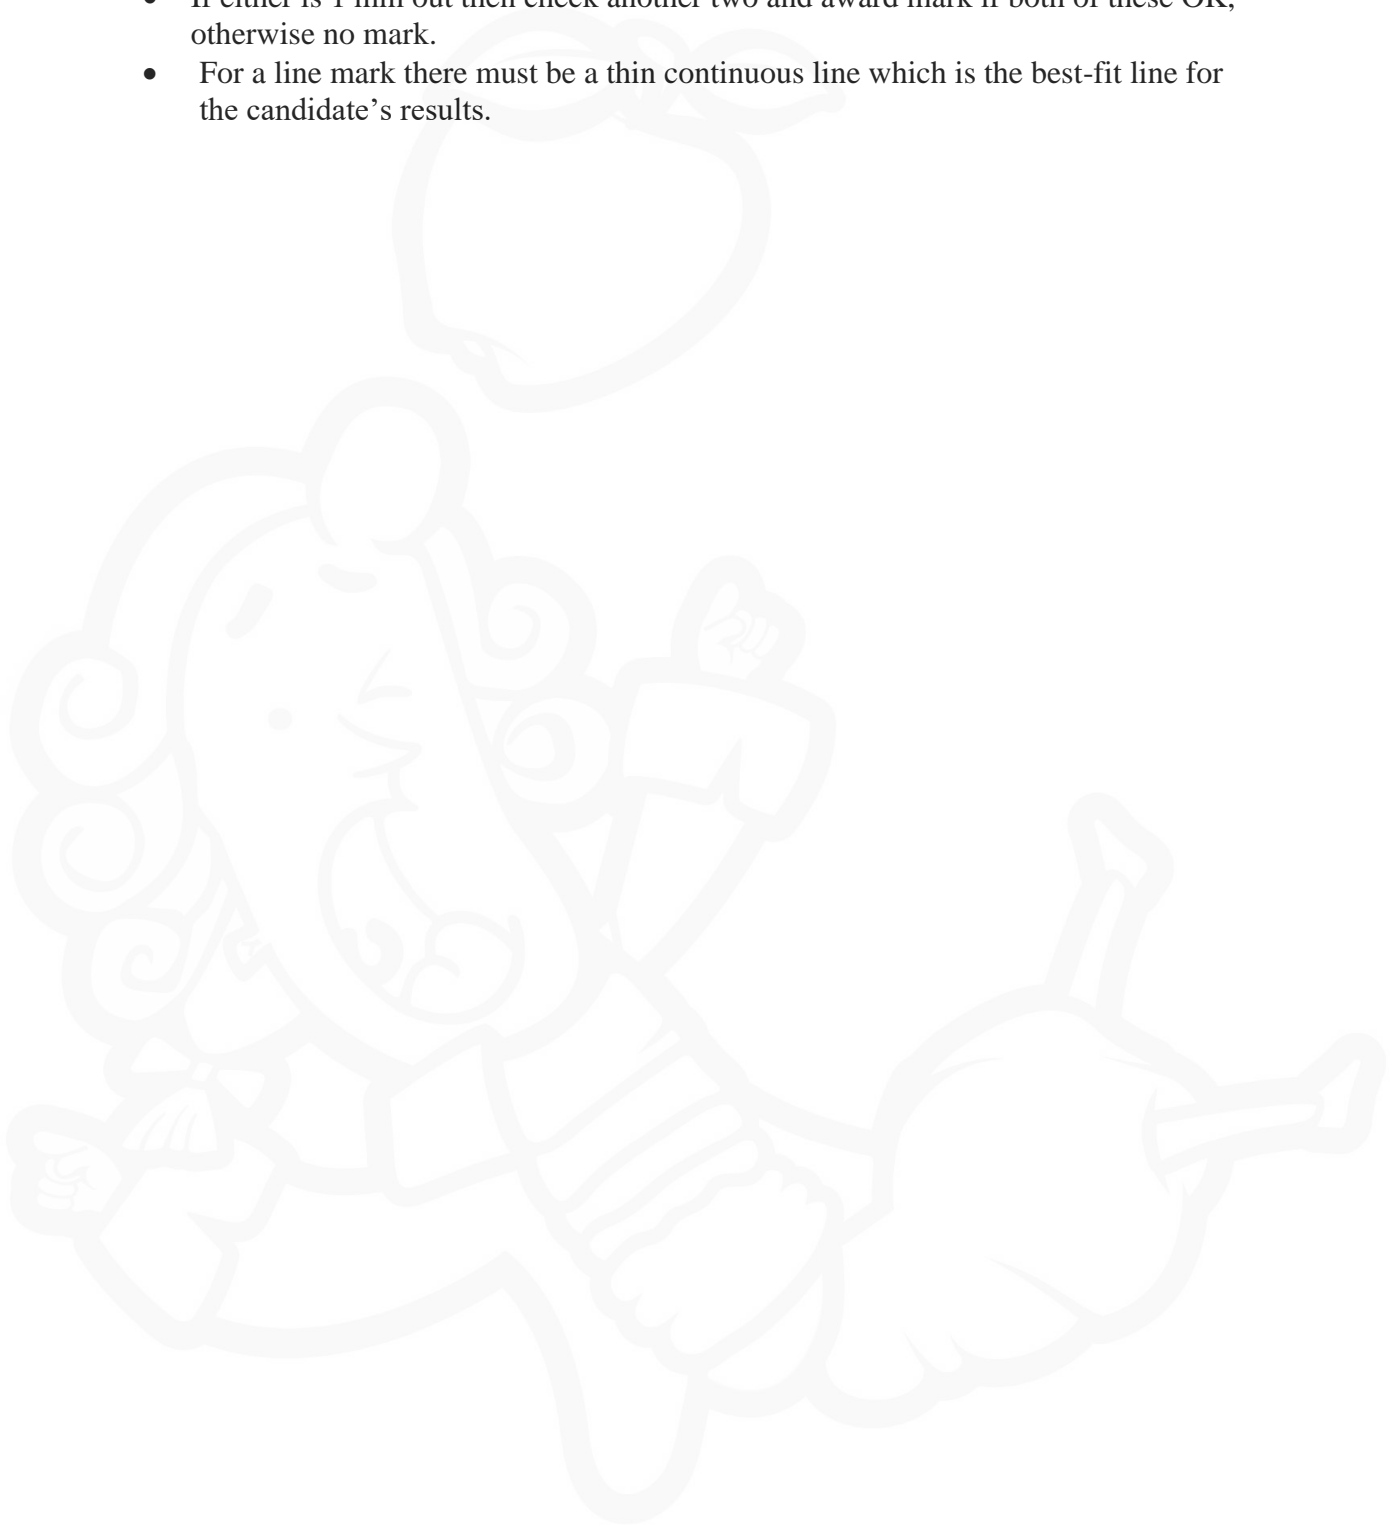 • If either is 1 mm out then check another two and award mark if both of these OK,
otherwise no mark.
• For a line mark there must be a thin continuous line which is the best-fit line for
the candidate’s results.